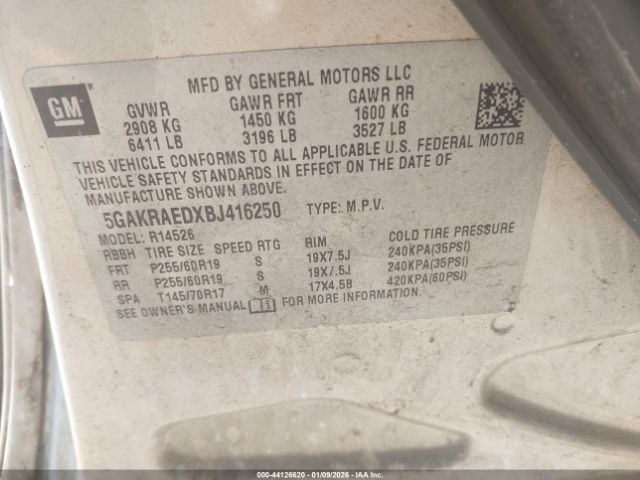 GM
MFD BY GENERAL MOTORS LLC
GVWR GAWR FRT GAWR RR
2908 KG 1450 KG 1600 KG
6411 LB 3196 LB 3527 LB
THIS VEHICLE CONFORMS TO ALL APPLICABLE U.S. FEDERAL MOTOR
VEHICLE SAFETY STANDARDS IN EFFECT ON THE DATE OF
MANUFACTURE SHOWN ABOVE.
5GAKRAEDXBJ416250 TYPE: M.P.V.
MODEL: R14526
RBBH TIRE SIZE SPEED RTG RIM COLD TIRE PRESSURE
FRT P255/60R19 S 19X7.5J 240KPA(35PSI)
RR P255/60R19 S 19X7.5J 240KPA(35PSI)
SPA T145/70R17 M 17X4.5B 420KPA(60PSI)
SEE OWNER'S MANUAL FOR MORE INFORMATION.
000-44126620 | 01/09/2026 - IAA Inc.